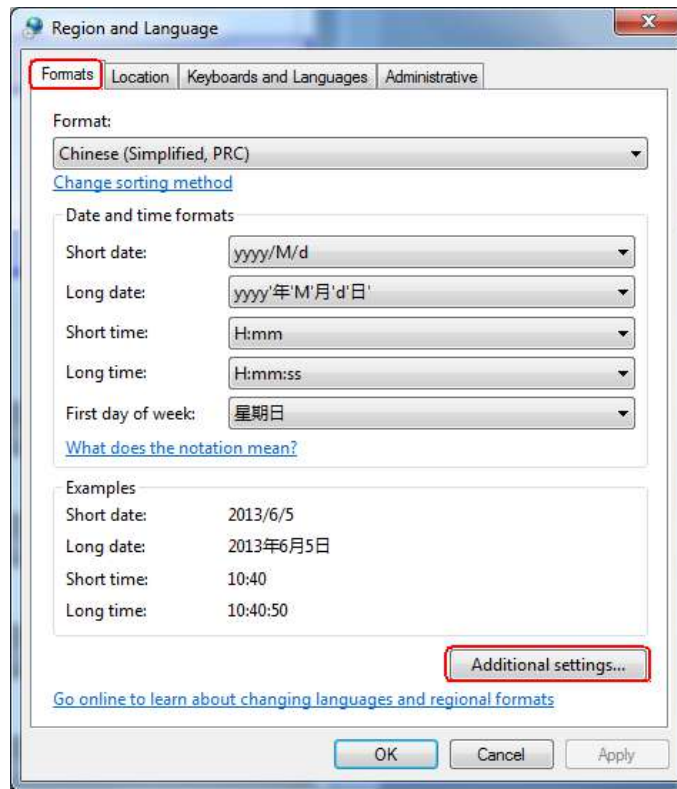 Region and Language
Formats Location Keyboards and Languages Administrative
Format:
Chinese (Simplified, PRC)
Change sorting method
Date and time formats
Short date: yyyy/M/d
Long date: yyyy'年'M'月'd'日'
Short time: H:mm
Long time: H:mm:ss
First day of week: 星期日
What does the notation mean?
Examples
Short date: 2013/6/5
Long date: 2013年6月5日
Short time: 10:40
Long time: 10:40:50
Additional settings...
Go online to learn about changing languages and regional formats
OK Cancel Apply